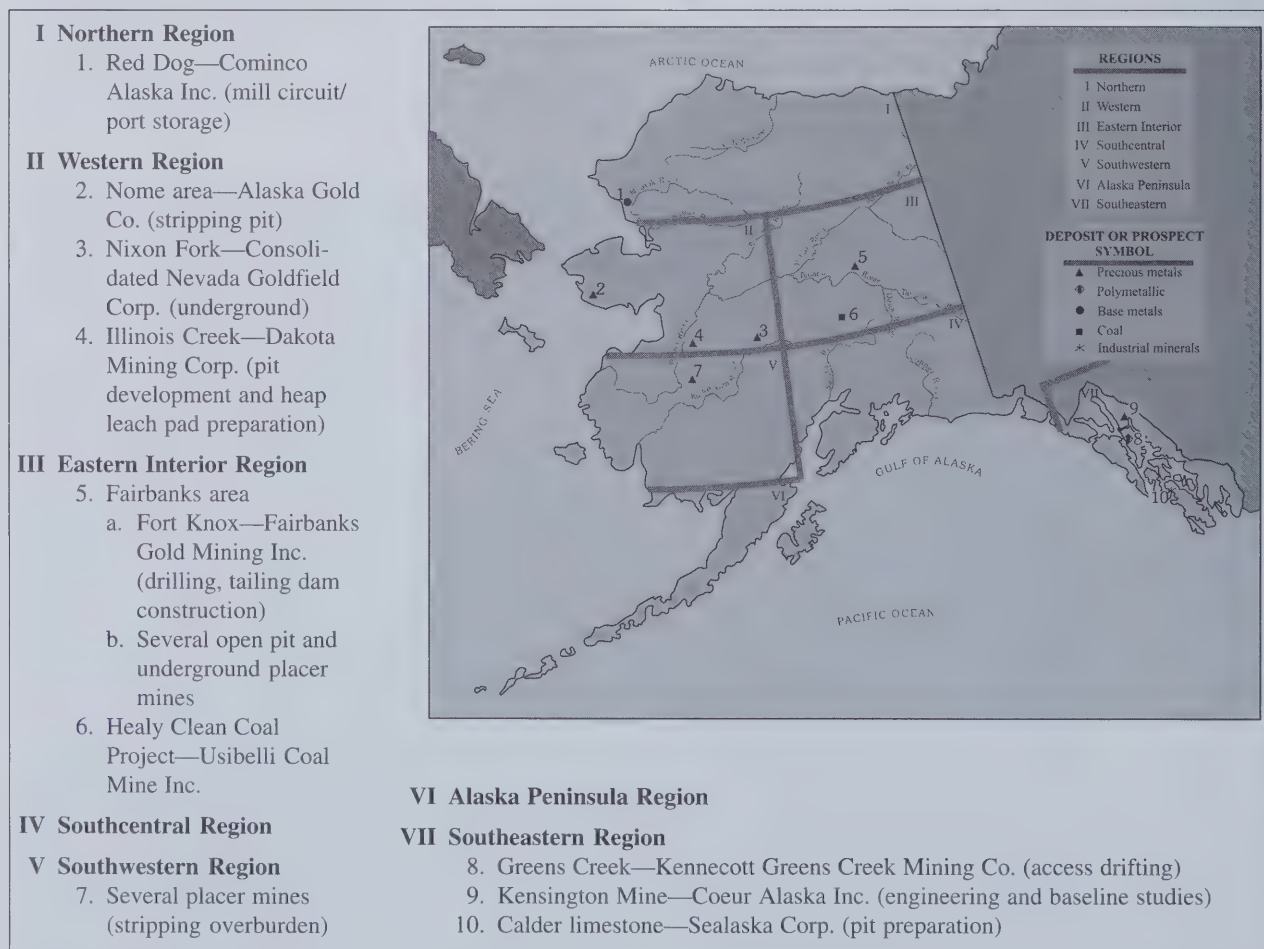 I Northern Region
1. Red Dog—Cominco
Alaska Inc. (mill circuit/
port storage)
II Western Region
2. Nome area—Alaska Gold
Co. (stripping pit)
3. Nixon Fork—Consoli-
dated Nevada Goldfield
Corp. (underground)
4. Illinois Creek—Dakota
Mining Corp. (pit
development and heap
leach pad preparation)
III Eastern Interior Region
5. Fairbanks area
a. Fort Knox—Fairbanks
Gold Mining Inc.
(drilling, tailing dam
construction)
b. Several open pit and
underground placer
mines
6. Healy Clean Coal
Project—Usibelli Coal
Mine Inc.
IV Southcentral Region
V Southwestern Region
7. Several placer mines
(stripping overburden)
ARCTIC OCEAN
REGIONS
I Northern
II Western
III Eastern Interior
IV Southcentral
V Southwestern
VI Alaska Peninsula
VII Southeastern
DEPOSIT OR PROSPECT
SYMBOL
Precious metals
Polymetallic
Base metals
Coal
Industrial minerals
I
1
III
II
5
2
6
IV
4
3
V
7
VII
9
8
10
BERING SEA
GULF OF ALASKA
VI
PACIFIC OCEAN
VI Alaska Peninsula Region
VII Southeastern Region
8. Greens Creek—Kennecott Greens Creek Mining Co. (access drifting)
9. Kensington Mine—Coeur Alaska Inc. (engineering and baseline studies)
10. Calder limestone—Sealaska Corp. (pit preparation)